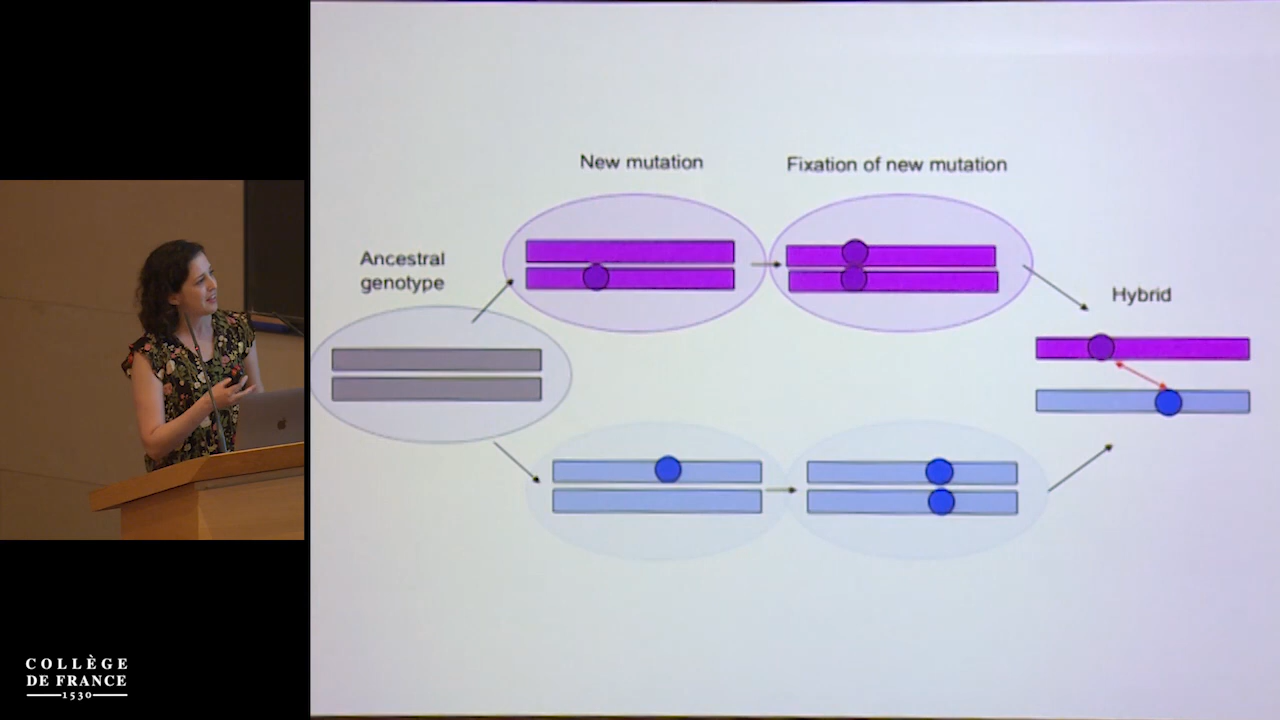 New mutation
Fixation of new mutation
Ancestral
genotype
Hybrid
COLLÈGE
DE FRANCE
1530